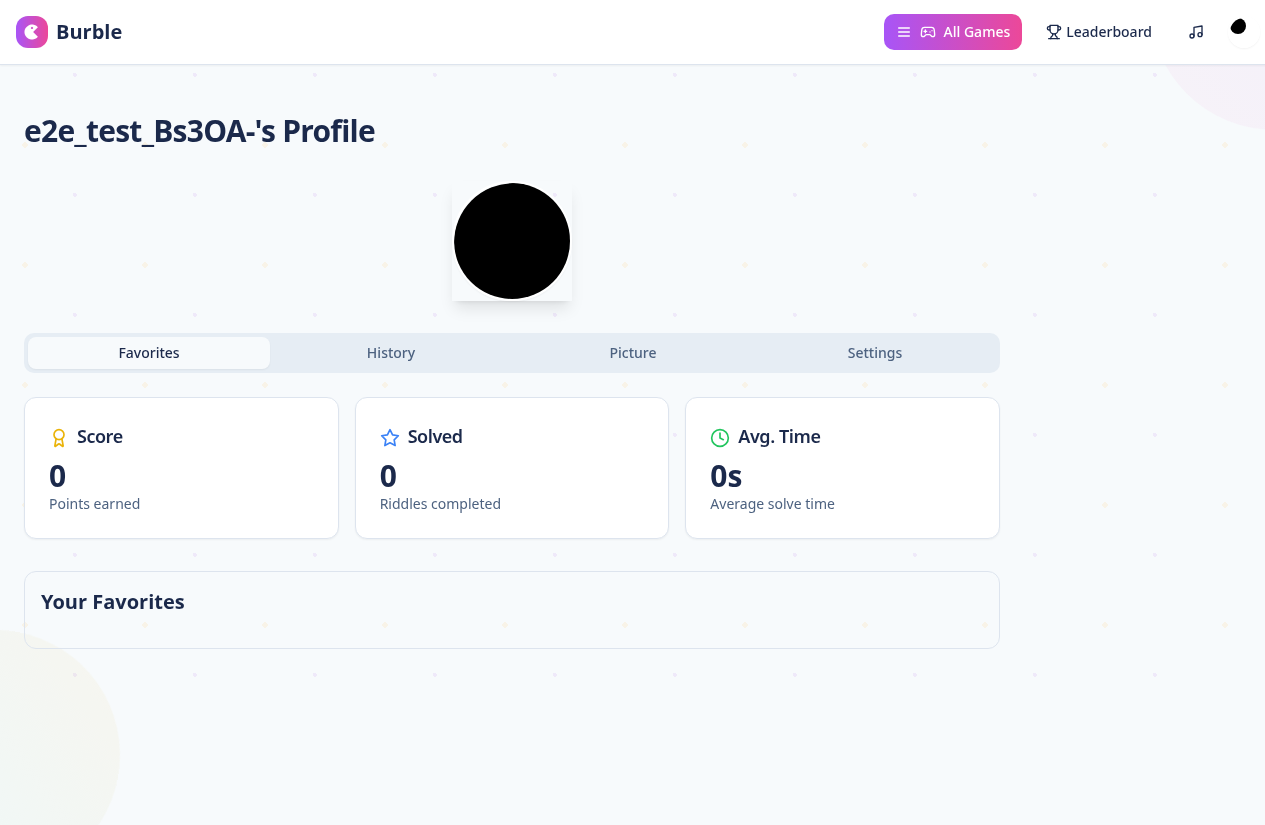 Burble
All Games
Leaderboard
e2e_test_Bs3OA-'s Profile
Favorites
History
Picture
Settings
Score
0
Points earned
Solved
0
Riddles completed
Avg. Time
0s
Average solve time
Your Favorites